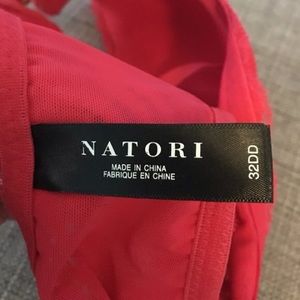 NATORI
MADE IN CHINA
FABRIQUE EN CHINE
32DD